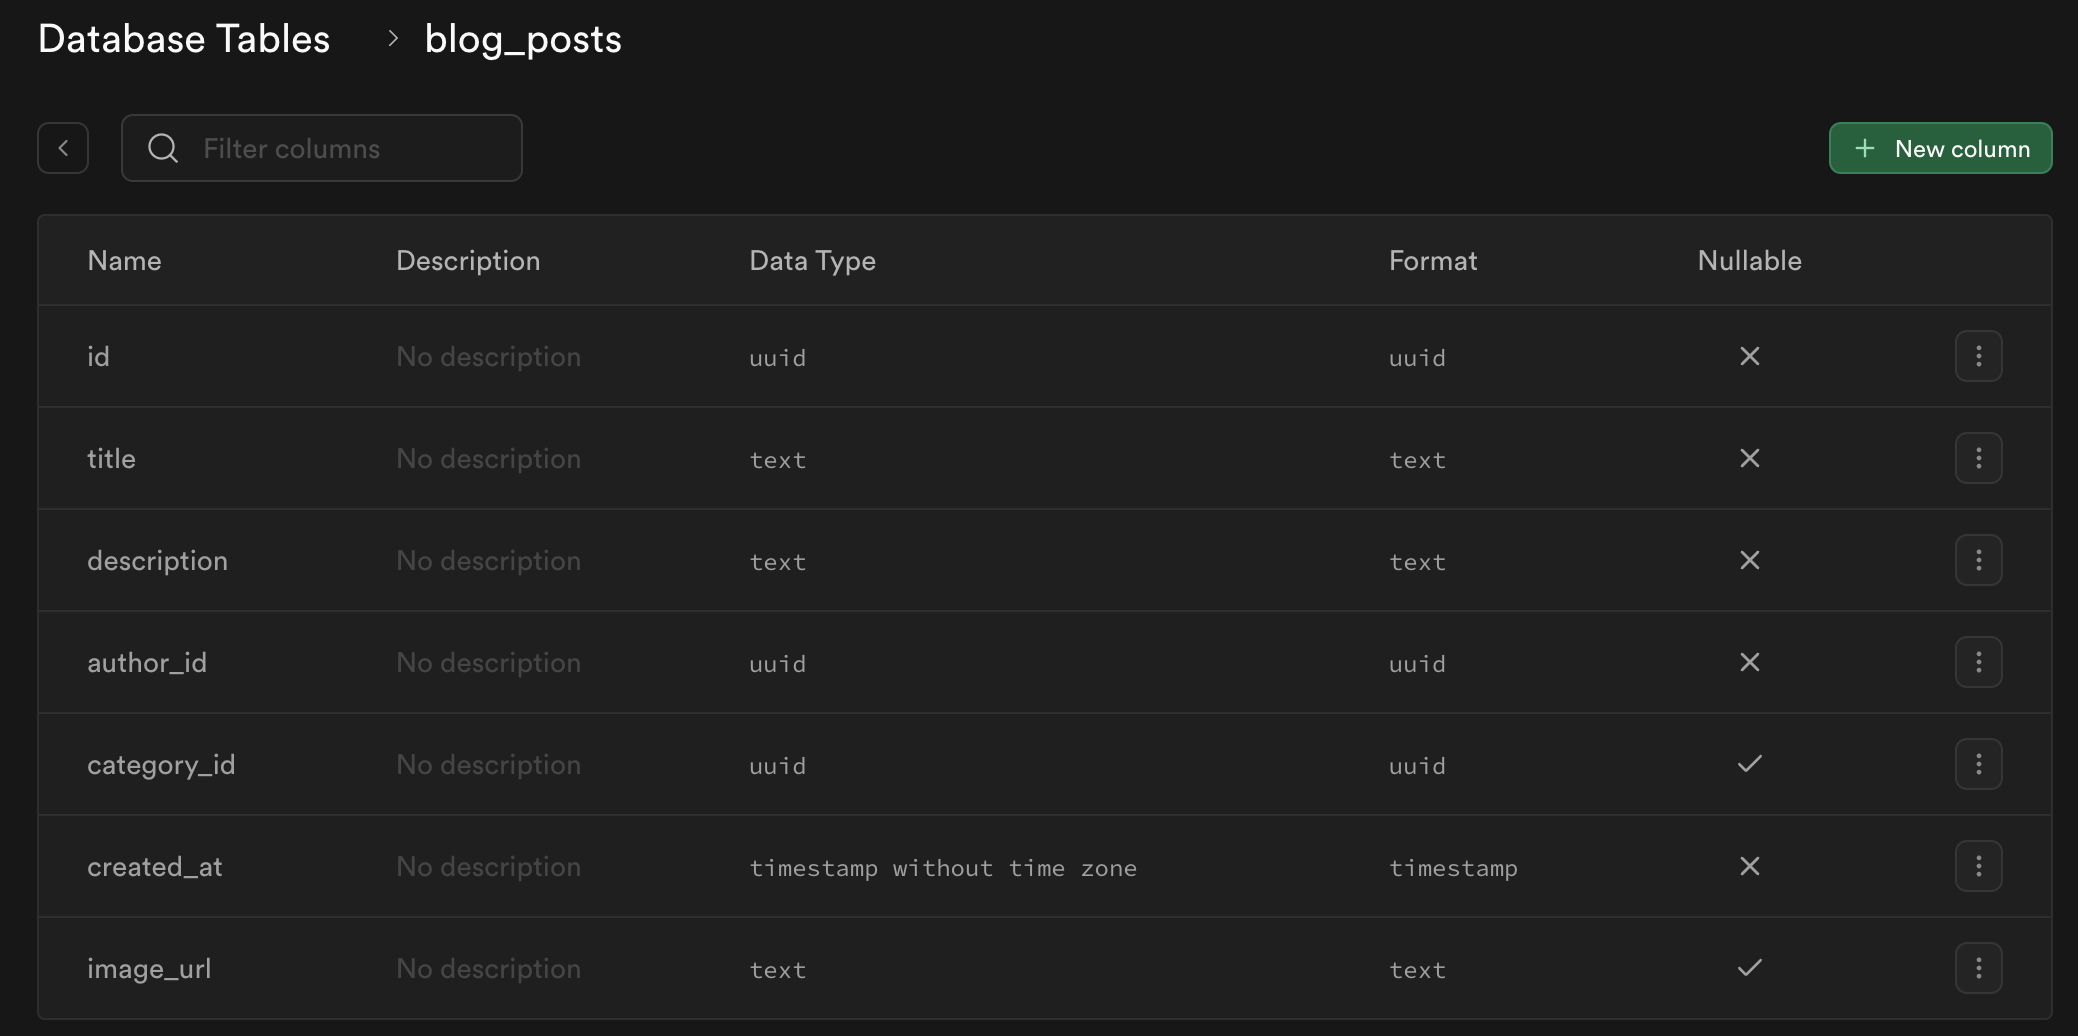 Database Tables > blog_posts
Filter columns
New column
Name Description Data Type Format Nullable
id No description uuid uuid
title No description text text
description No description text text
author_id No description uuid uuid
category_id No description uuid uuid
created_at No description timestamp without time zone timestamp
image_url No description text text